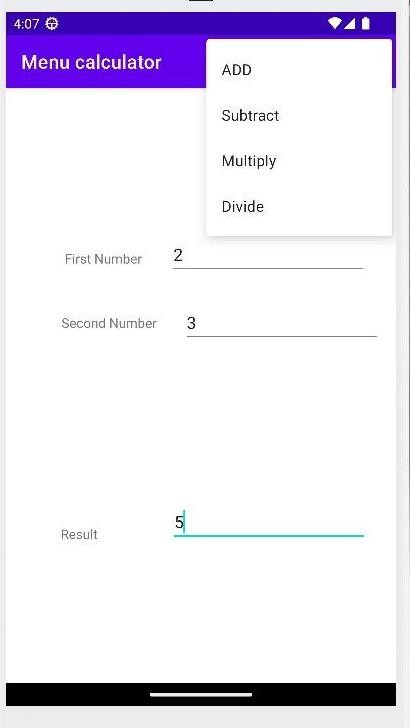 4:07
Menu calculator
ADD
Subtract
Multiply
Divide
First Number 2
Second Number 3
Result 5